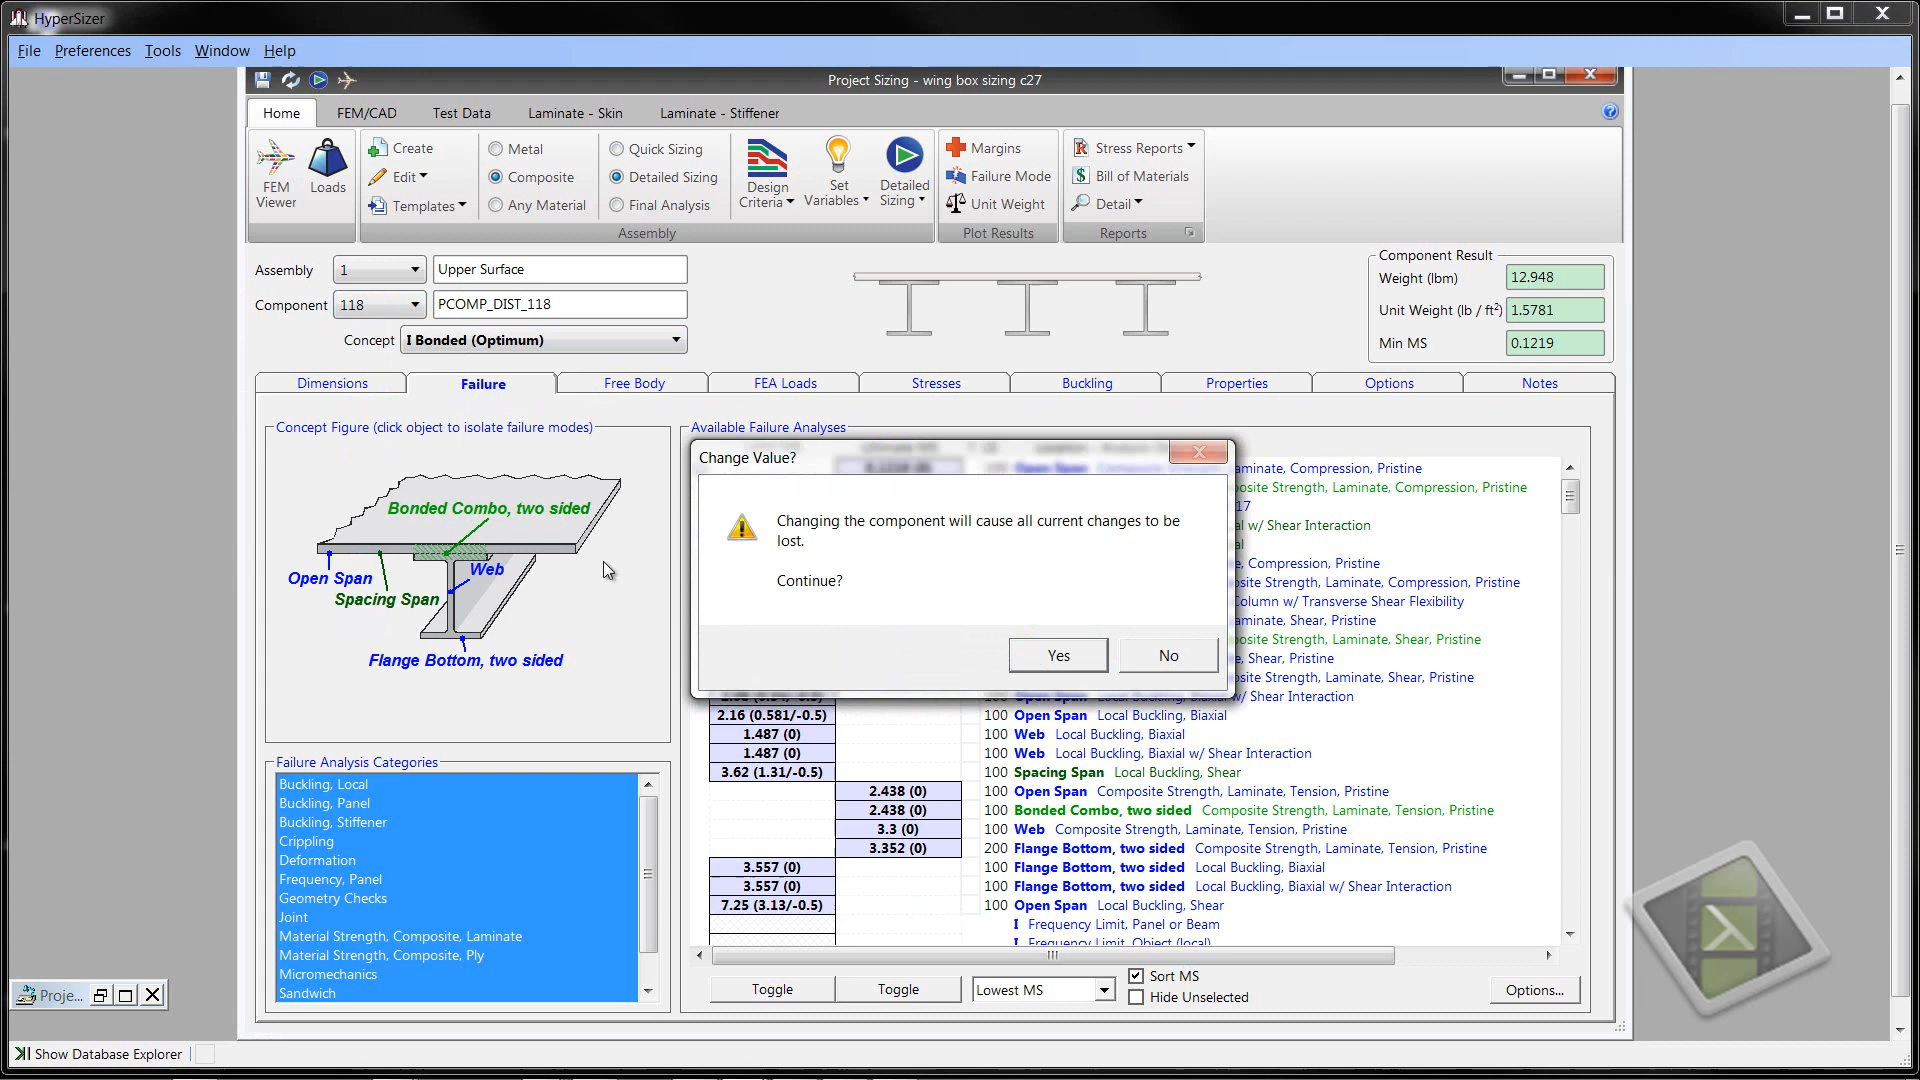 HyperSizer
File Preferences Tools Window Help
Project Sizing - wing box sizing c27
Home FEM/CAD Test Data Laminate - Skin Laminate - Stiffener
FEM Viewer
Loads
Create
Edit
Templates
Metal
Composite
Any Material
Quick Sizing
Detailed Sizing
Final Analysis
Design Criteria
Set Variables
Detailed Sizing
Assembly
Margins
Failure Mode
Unit Weight
Plot Results
Stress Reports
Bill of Materials
Detail
Reports
Assembly 1 Upper Surface
Component 118 PCOMP_DIST_118
Concept I Bonded (Optimum)
Component Result
Weight (lbm) 12.948
Unit Weight (lb / ft²) 1.5781
Min MS 0.1219
Dimensions Failure Free Body FEA Loads Stresses Buckling Properties Options Notes
Concept Figure (click object to isolate failure modes)
Bonded Combo, two sided
Open Span
Web
Spacing Span
Flange Bottom, two sided
Failure Analysis Categories
Buckling, Local
Buckling, Panel
Buckling, Stiffener
Crippling
Deformation
Frequency, Panel
Geometry Checks
Joint
Material Strength, Composite, Laminate
Material Strength, Composite, Ply
Micromechanics
Sandwich
Available Failure Analyses
Change Value?
Changing the component will cause all current changes to be
lost.
Continue?
Yes No
aminate, Compression, Pristine
posite Strength, Laminate, Compression, Pristine
17
al w/ Shear Interaction
al
, Compression, Pristine
osite Strength, Laminate, Compression, Pristine
Column w/ Transverse Shear Flexibility
aminate, Shear, Pristine
posite Strength, Laminate, Shear, Pristine
e, Shear, Pristine
osite Strength, Laminate, Shear, Pristine
w/ Shear Interaction
2.16 (0.581/-0.5) 100 Open Span Local Buckling, Biaxial
1.487 (0) 100 Web Local Buckling, Biaxial
1.487 (0) 100 Web Local Buckling, Biaxial w/ Shear Interaction
3.62 (1.31/-0.5) 100 Spacing Span Local Buckling, Shear
2.438 (0) 100 Open Span Composite Strength, Laminate, Tension, Pristine
2.438 (0) 100 Bonded Combo, two sided Composite Strength, Laminate, Tension, Pristine
3.3 (0) 100 Web Composite Strength, Laminate, Tension, Pristine
3.352 (0) 200 Flange Bottom, two sided Composite Strength, Laminate, Tension, Pristine
3.557 (0) 100 Flange Bottom, two sided Local Buckling, Biaxial
3.557 (0) 100 Flange Bottom, two sided Local Buckling, Biaxial w/ Shear Interaction
7.25 (3.13/-0.5) 100 Open Span Local Buckling, Shear
I Frequency Limit, Panel or Beam
I Frequency Limit, Object (local)
Toggle Toggle Lowest MS
Sort MS
Hide Unselected
Options...
Proje...
Show Database Explorer